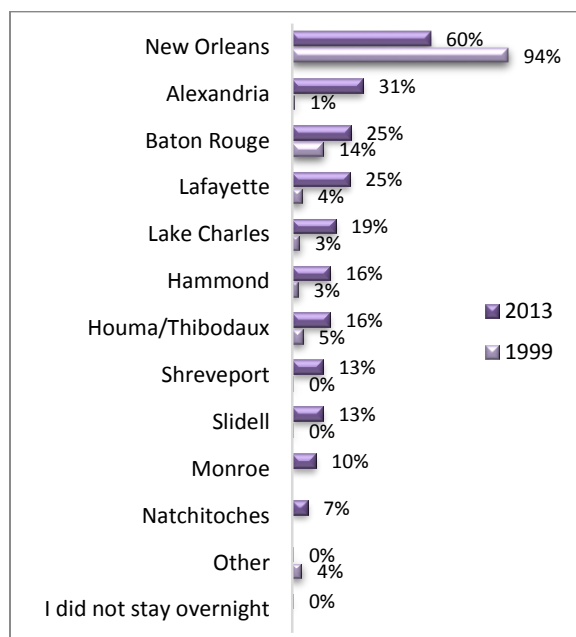 New Orleans
60%
94%
Alexandria
31%
1%
Baton Rouge
25%
14%
Lafayette
25%
4%
Lake Charles
19%
3%
Hammond
16%
3%
Houma/Thibodaux
16%
5%
2013
1999
Shreveport
13%
0%
Slidell
13%
0%
Monroe
10%
Natchitoches
7%
Other
0%
4%
I did not stay overnight
0%